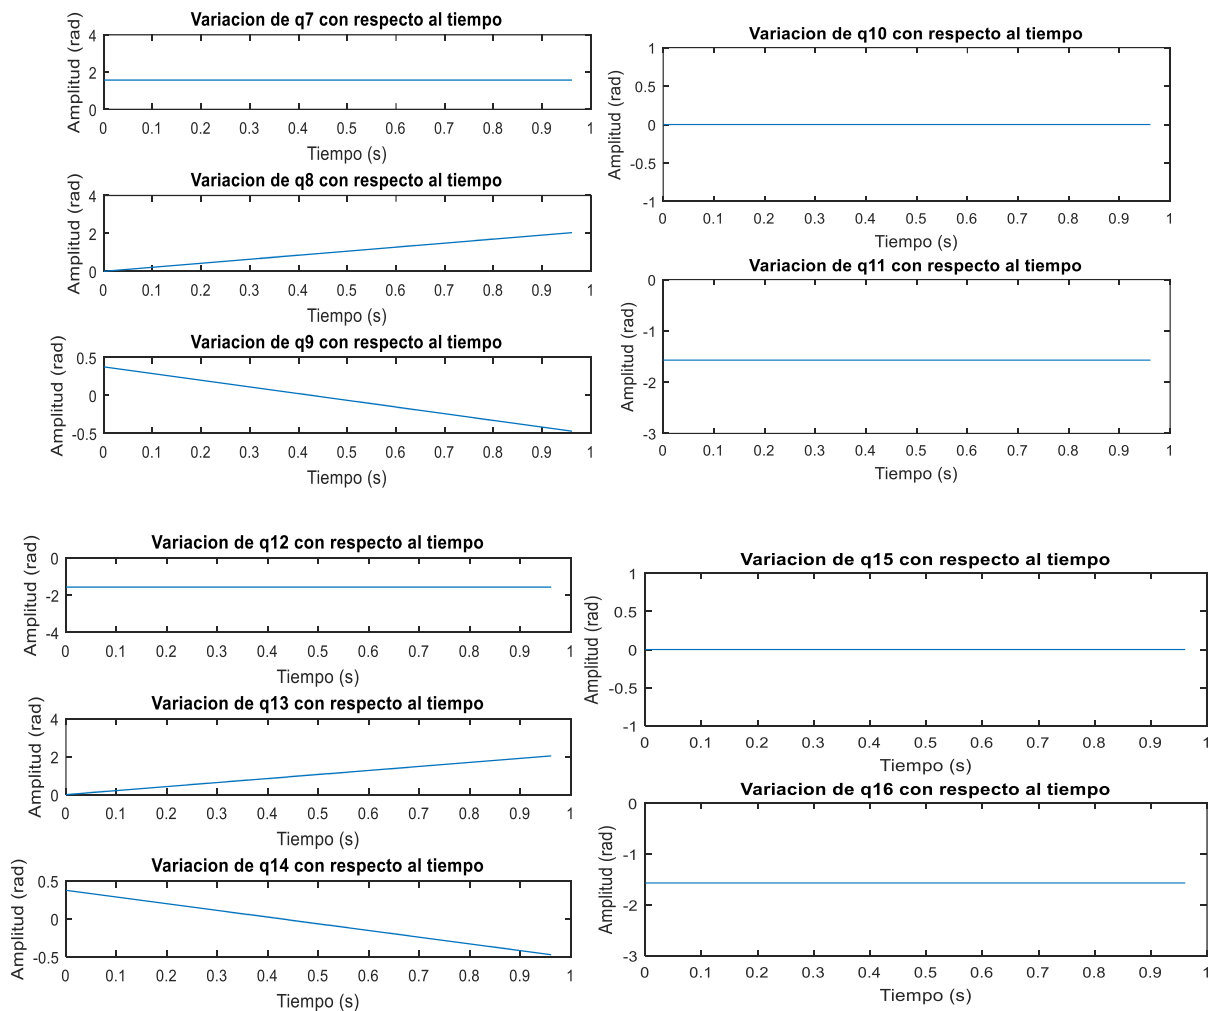 Variacion de q7 con respecto al tiempo
Amplitud (rad)
4
2
0
0 0.1 0.2 0.3 0.4 0.5 0.6 0.7 0.8 0.9 1
Tiempo (s)
Variacion de q8 con respecto al tiempo
Amplitud (rad)
4
2
0
0 0.1 0.2 0.3 0.4 0.5 0.6 0.7 0.8 0.9 1
Tiempo (s)
Variacion de q9 con respecto al tiempo
Amplitud (rad)
0.5
0
-0.5
0 0.1 0.2 0.3 0.4 0.5 0.6 0.7 0.8 0.9 1
Tiempo (s)
Variacion de q10 con respecto al tiempo
Amplitud (rad)
1
0.5
0
-0.5
-1
0 0.1 0.2 0.3 0.4 0.5 0.6 0.7 0.8 0.9 1
Tiempo (s)
Variacion de q11 con respecto al tiempo
Amplitud (rad)
0
-1
-2
-3
0 0.1 0.2 0.3 0.4 0.5 0.6 0.7 0.8 0.9 1
Tiempo (s)
Variacion de q12 con respecto al tiempo
Amplitud (rad)
0
-2
-4
0 0.1 0.2 0.3 0.4 0.5 0.6 0.7 0.8 0.9 1
Tiempo (s)
Variacion de q13 con respecto al tiempo
Amplitud (rad)
4
2
0
0 0.1 0.2 0.3 0.4 0.5 0.6 0.7 0.8 0.9 1
Tiempo (s)
Variacion de q14 con respecto al tiempo
Amplitud (rad)
0.5
0
-0.5
0 0.1 0.2 0.3 0.4 0.5 0.6 0.7 0.8 0.9 1
Tiempo (s)
Variacion de q15 con respecto al tiempo
Amplitud (rad)
1
0.5
0
-0.5
-1
0 0.1 0.2 0.3 0.4 0.5 0.6 0.7 0.8 0.9 1
Tiempo (s)
Variacion de q16 con respecto al tiempo
Amplitud (rad)
0
-1
-2
-3
0 0.1 0.2 0.3 0.4 0.5 0.6 0.7 0.8 0.9 1
Tiempo (s)